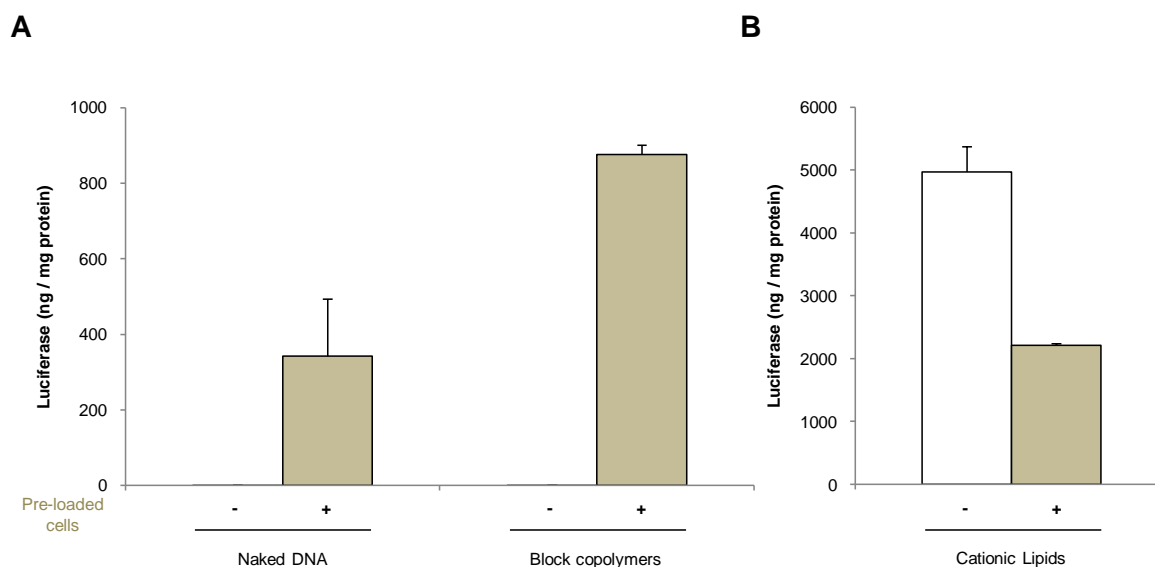 A
B
Luciferase (ng / mg protein)
1000
800
600
400
200
0
Pre-loaded
cells
- + - +
Naked DNA Block copolymers
Luciferase (ng / mg protein)
6000
5000
4000
3000
2000
1000
0
- +
Cationic Lipids